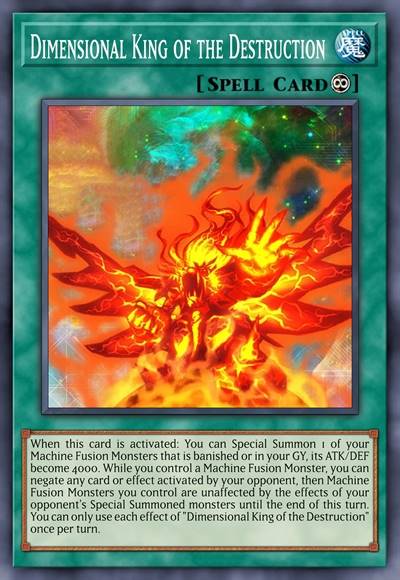 DIMENSIONAL KING OF THE DESTRUCTION
魔
[SPELL CARD]
When this card is activated: You can Special Summon 1 of your
Machine Fusion Monsters that is banished or in your GY, its ATK/DEF
become 4000. While you control a Machine Fusion Monster, you can
negate any card or effect activated by your opponent, then Machine
Fusion Monsters you control are unaffected by the effects of your
opponent's Special Summoned monsters until the end of this turn.
You can only use each effect of "Dimensional King of the Destruction"
once per turn.